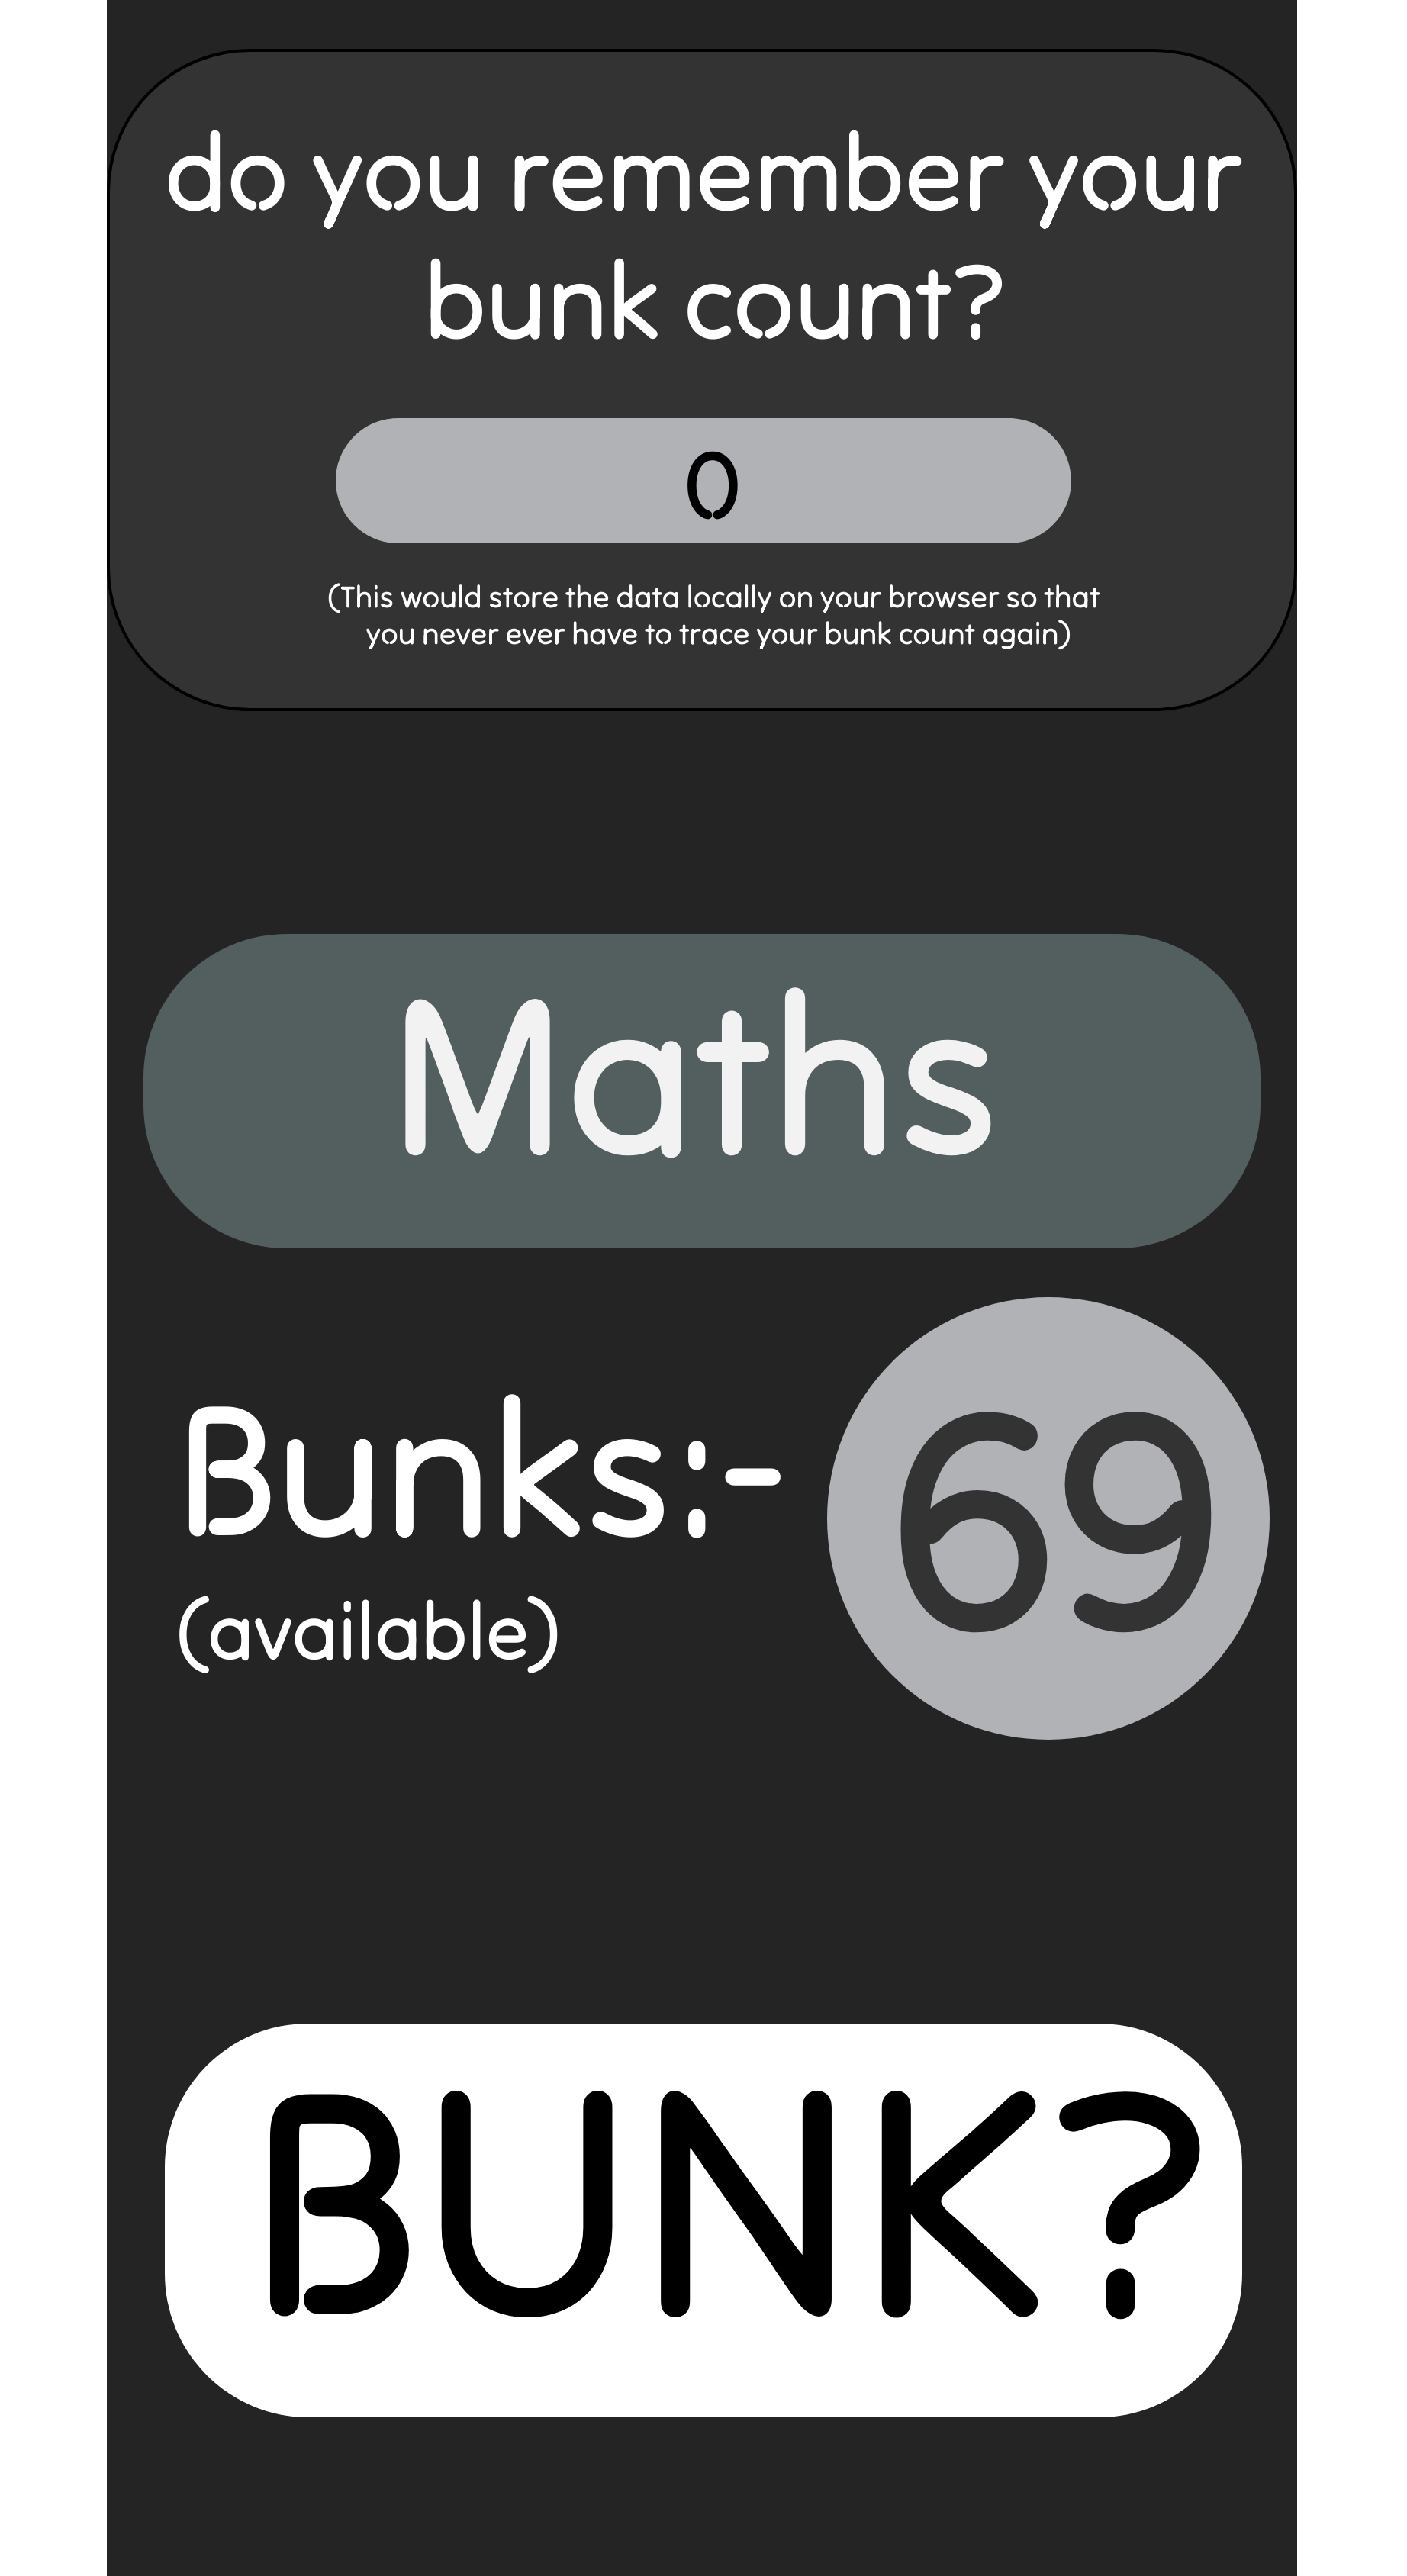 do you remember your
bunk count?
0
(This would store the data locally on your browser so that
you never ever have to trace your bunk count again)
Maths
Bunks:-
69
(available)
BUNK?